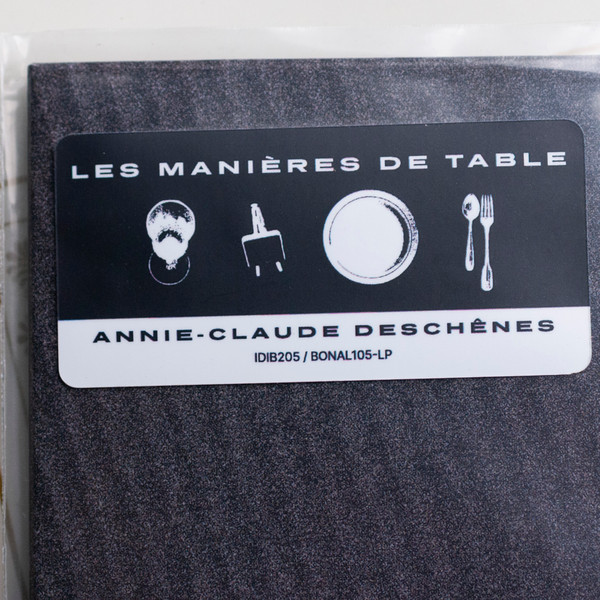 LES MANIÈRES DE TABLE
ANNIE-CLAUDE DESCHÊNES
IDIB205 / BONAL105-LP